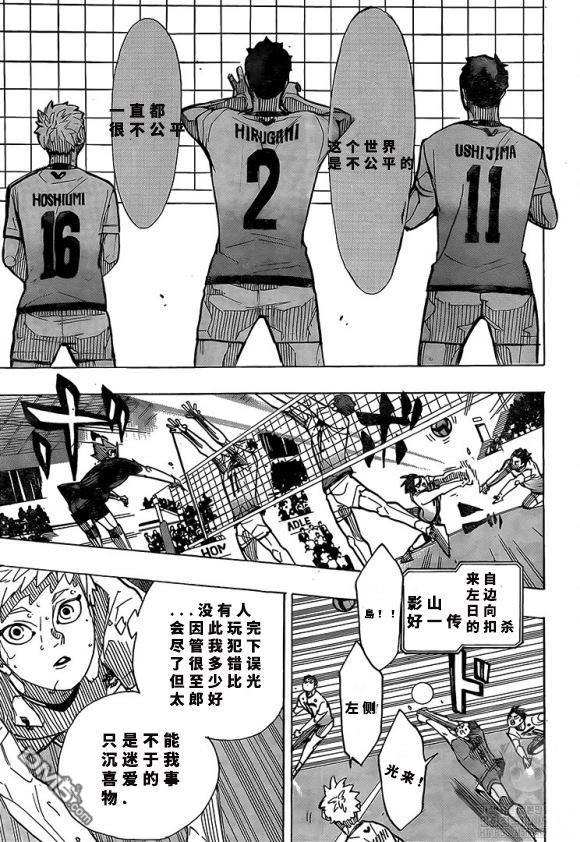 这个世界
是不公平的
一直都
很不公平
HOSHIUMI
16
HIRUGAMI
2
USHIJIMA
11
自边向扣杀
来左日的
影山
好一传
島！！
左侧
光来！
ドッ
...没有人 完
会此玩下误
因我犯错光
尽管多少比
了很至好
但 郎
太
能我事
不于的
是迷爱
只沉喜
物.